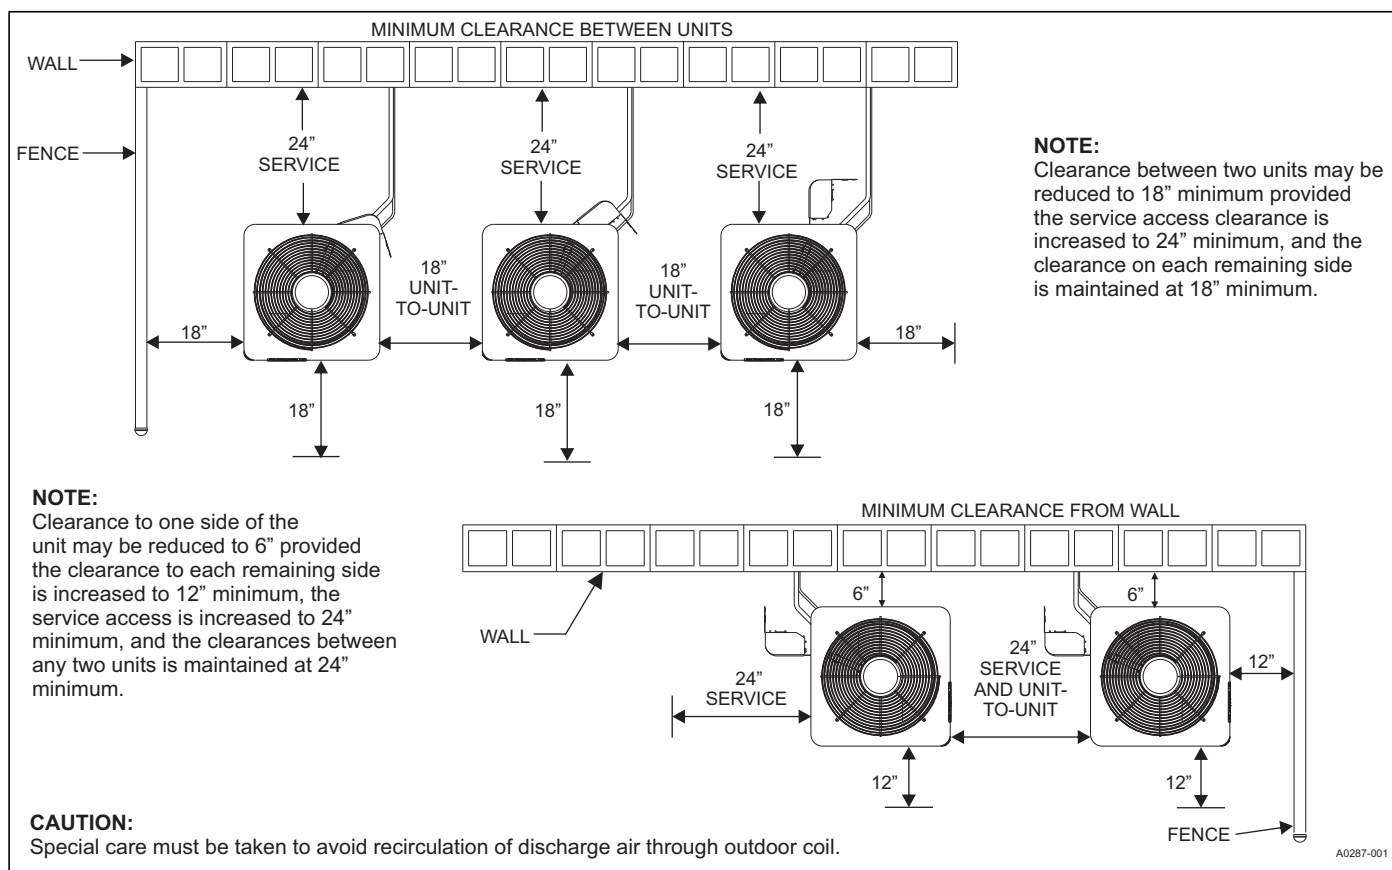 MINIMUM CLEARANCE BETWEEN UNITS
WALL
FENCE
24”
SERVICE
24”
SERVICE
24”
SERVICE
18”
UNIT-
TO-UNIT
18”
UNIT-
TO-UNIT
18”
18”
18”
18”
18”
NOTE:
Clearance between two units may be
reduced to 18” minimum provided
the service access clearance is
increased to 24” minimum, and the
clearance on each remaining side
is maintained at 18” minimum.
NOTE:
Clearance to one side of the
unit may be reduced to 6” provided
the clearance to each remaining side
is increased to 12” minimum, the
service access is increased to 24”
minimum, and the clearances between
any two units is maintained at 24”
minimum.
MINIMUM CLEARANCE FROM WALL
WALL
6”
6”
24”
SERVICE
24”
SERVICE
AND UNIT-
TO-UNIT
12”
12”
12”
FENCE
CAUTION:
Special care must be taken to avoid recirculation of discharge air through outdoor coil.
A0287-001